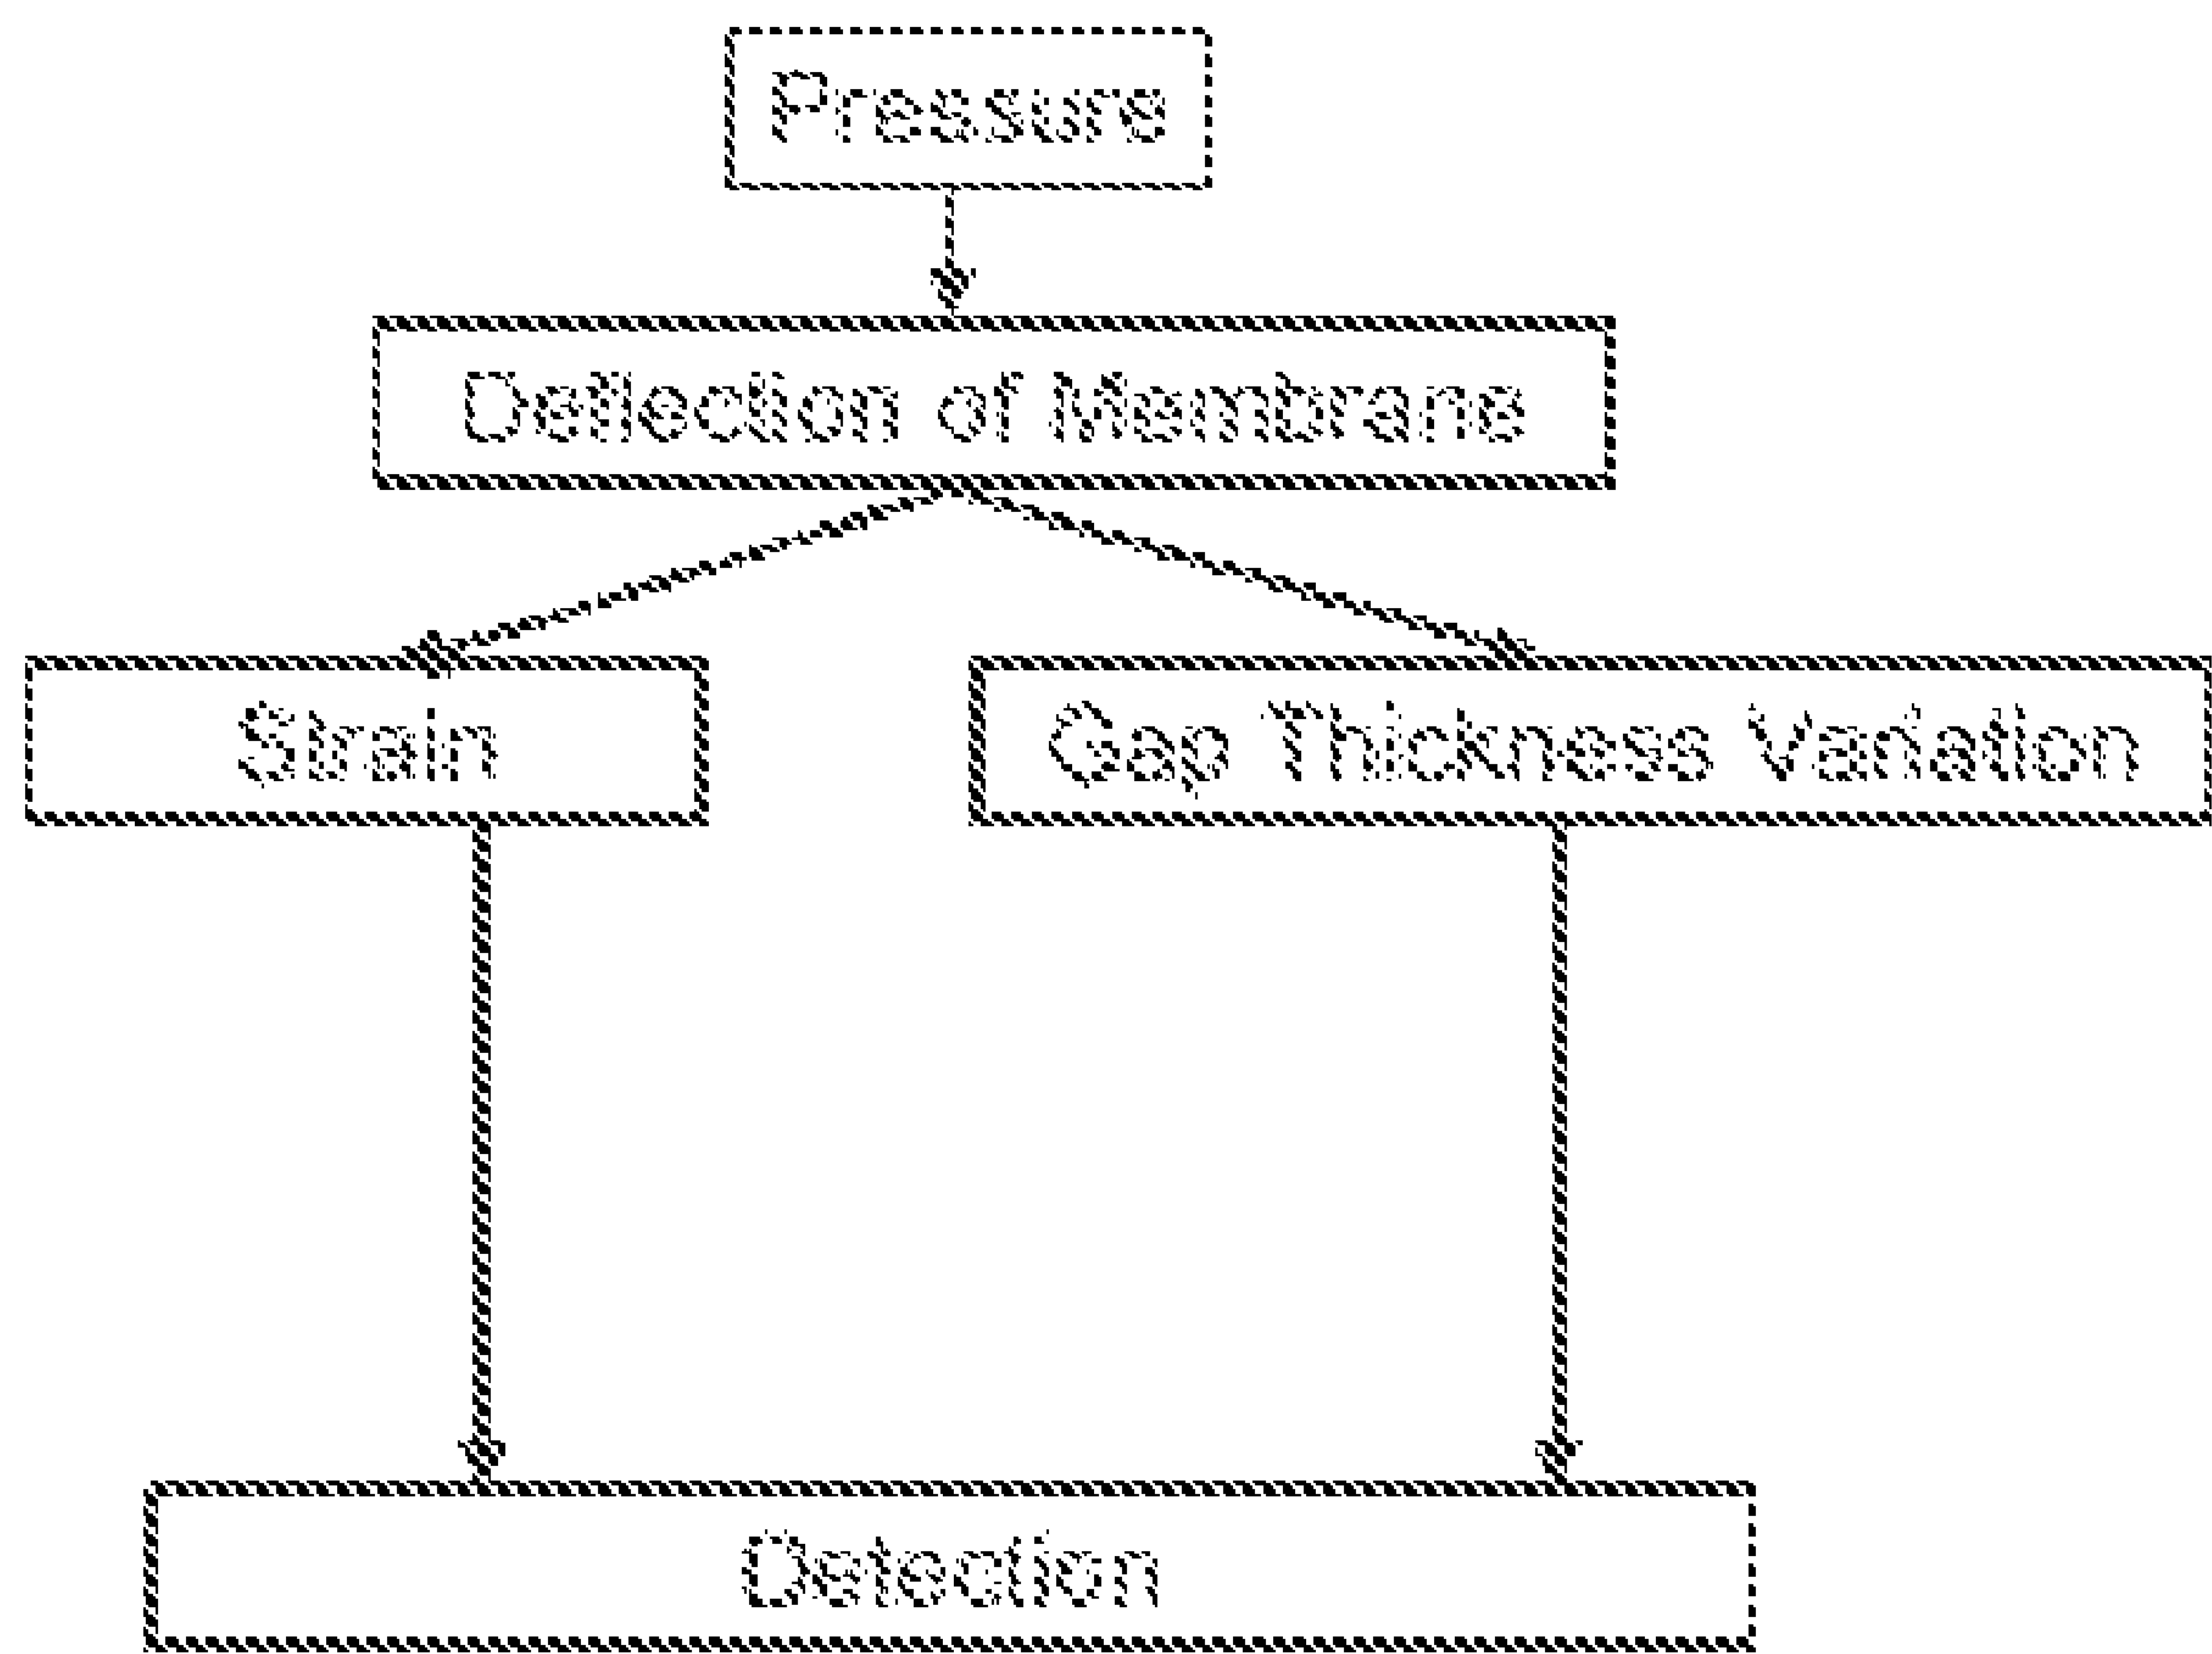 Pressure
Deflection of Membrane
Strain
Gap Thickness Variation
Detection